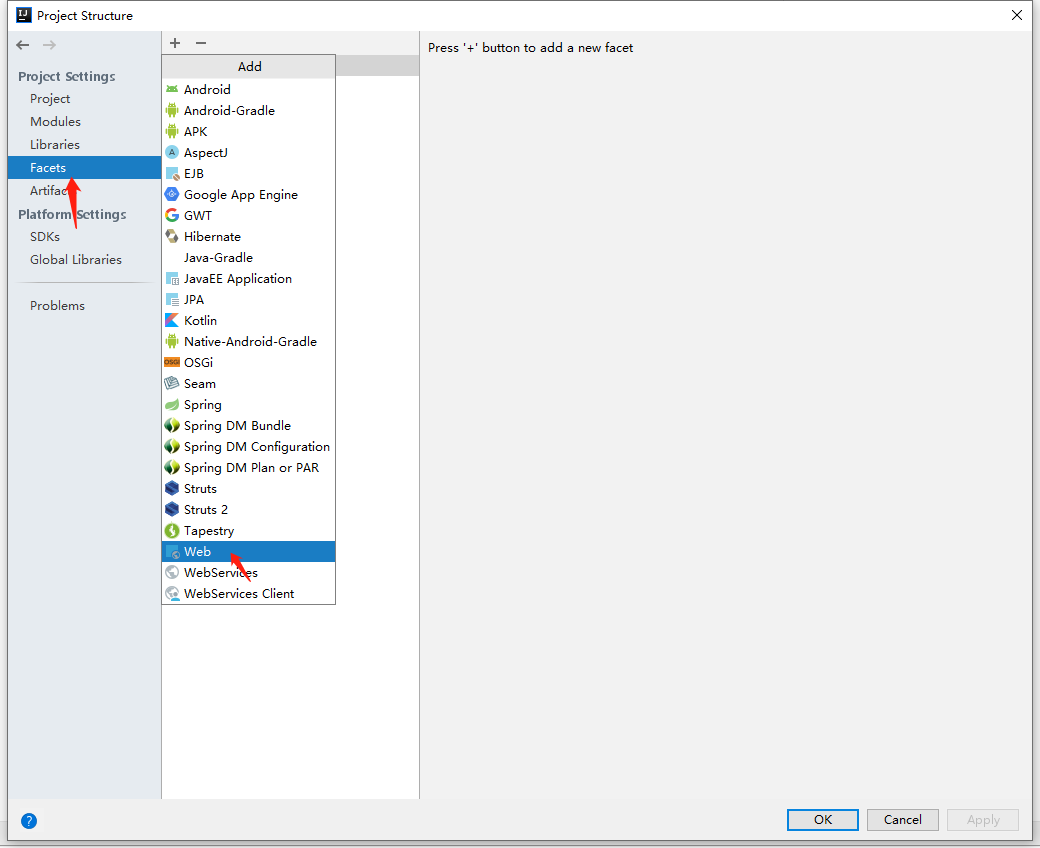 Project Structure
Project Settings
Project
Modules
Libraries
Facets
Artifac
Platform Settings
SDKs
Global Libraries
Problems
Add
Android
Android-Gradle
APK
AspectJ
EJB
Google App Engine
GWT
Hibernate
Java-Gradle
JavaEE Application
JPA
Kotlin
Native-Android-Gradle
OSGi
Seam
Spring
Spring DM Bundle
Spring DM Configuration
Spring DM Plan or PAR
Struts
Struts 2
Tapestry
Web
WebServices
WebServices Client
Press '+' button to add a new facet
?
OK
Cancel
Apply